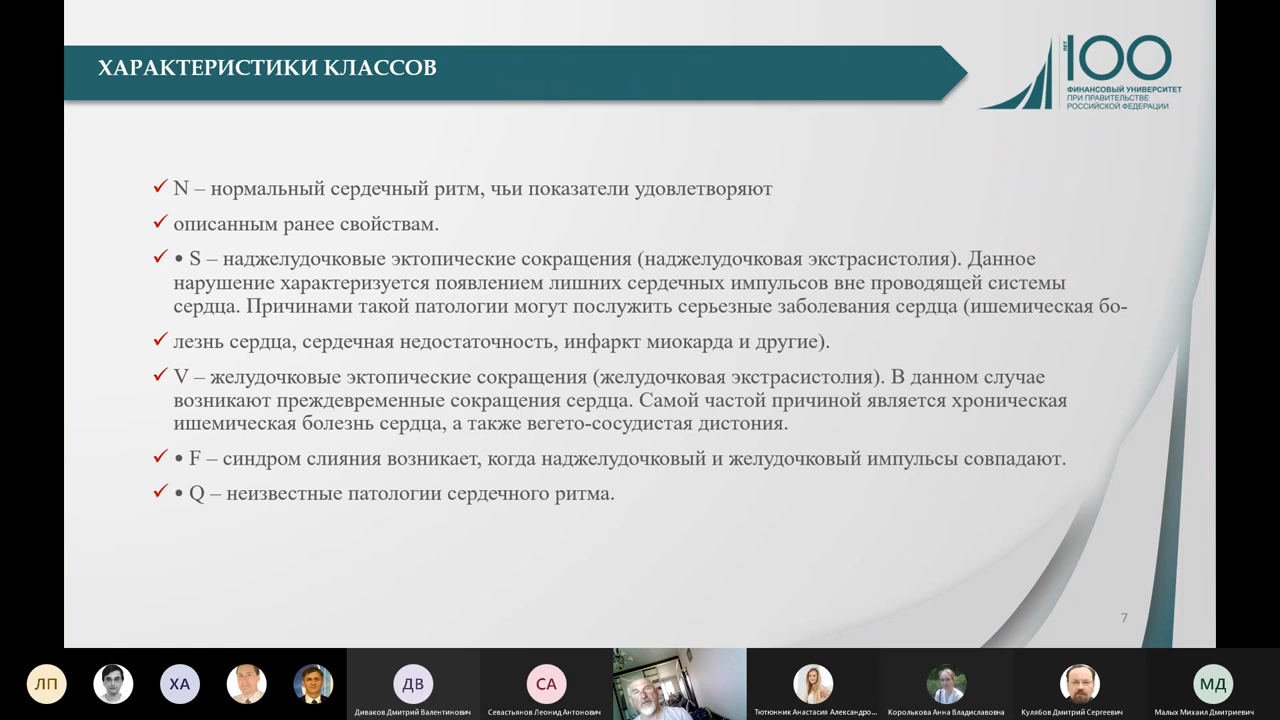 ХАРАКТЕРИСТИКИ КЛАССОВ
ЛЕТ
100
ФИНАНСОВЫЙ УНИВЕРСИТЕТ
ПРИ ПРАВИТЕЛЬСТВЕ
РОССИЙСКОЙ ФЕДЕРАЦИИ
N – нормальный сердечный ритм, чьи показатели удовлетворяют
описанным ранее свойствам.
• S – наджелудочковые эктопические сокращения (наджелудочковая экстрасистолия). Данное
нарушение характеризуется появлением лишних сердечных импульсов вне проводящей системы
сердца. Причинами такой патологии могут послужить серьезные заболевания сердца (ишемическая бо-
лезнь сердца, сердечная недостаточность, инфаркт миокарда и другие).
V – желудочковые эктопические сокращения (желудочковая экстрасистолия). В данном случае
возникают преждевременные сокращения сердца. Самой частой причиной является хроническая
ишемическая болезнь сердца, а также вегето-сосудистая дистония.
• F – синдром слияния возникает, когда наджелудочковый и желудочковый импульсы совпадают.
• Q – неизвестные патологии сердечного ритма.
7
ЛП
ХА
ДВ
СА
МД
Диваков Дмитрий Валентинович
Севастьянов Леонид Антонович
Тютюнник Анастасия Александро...
Королькова Анна Владиславовна
Кулябов Дмитрий Сергеевич
Малых Михаил Дмитриевич